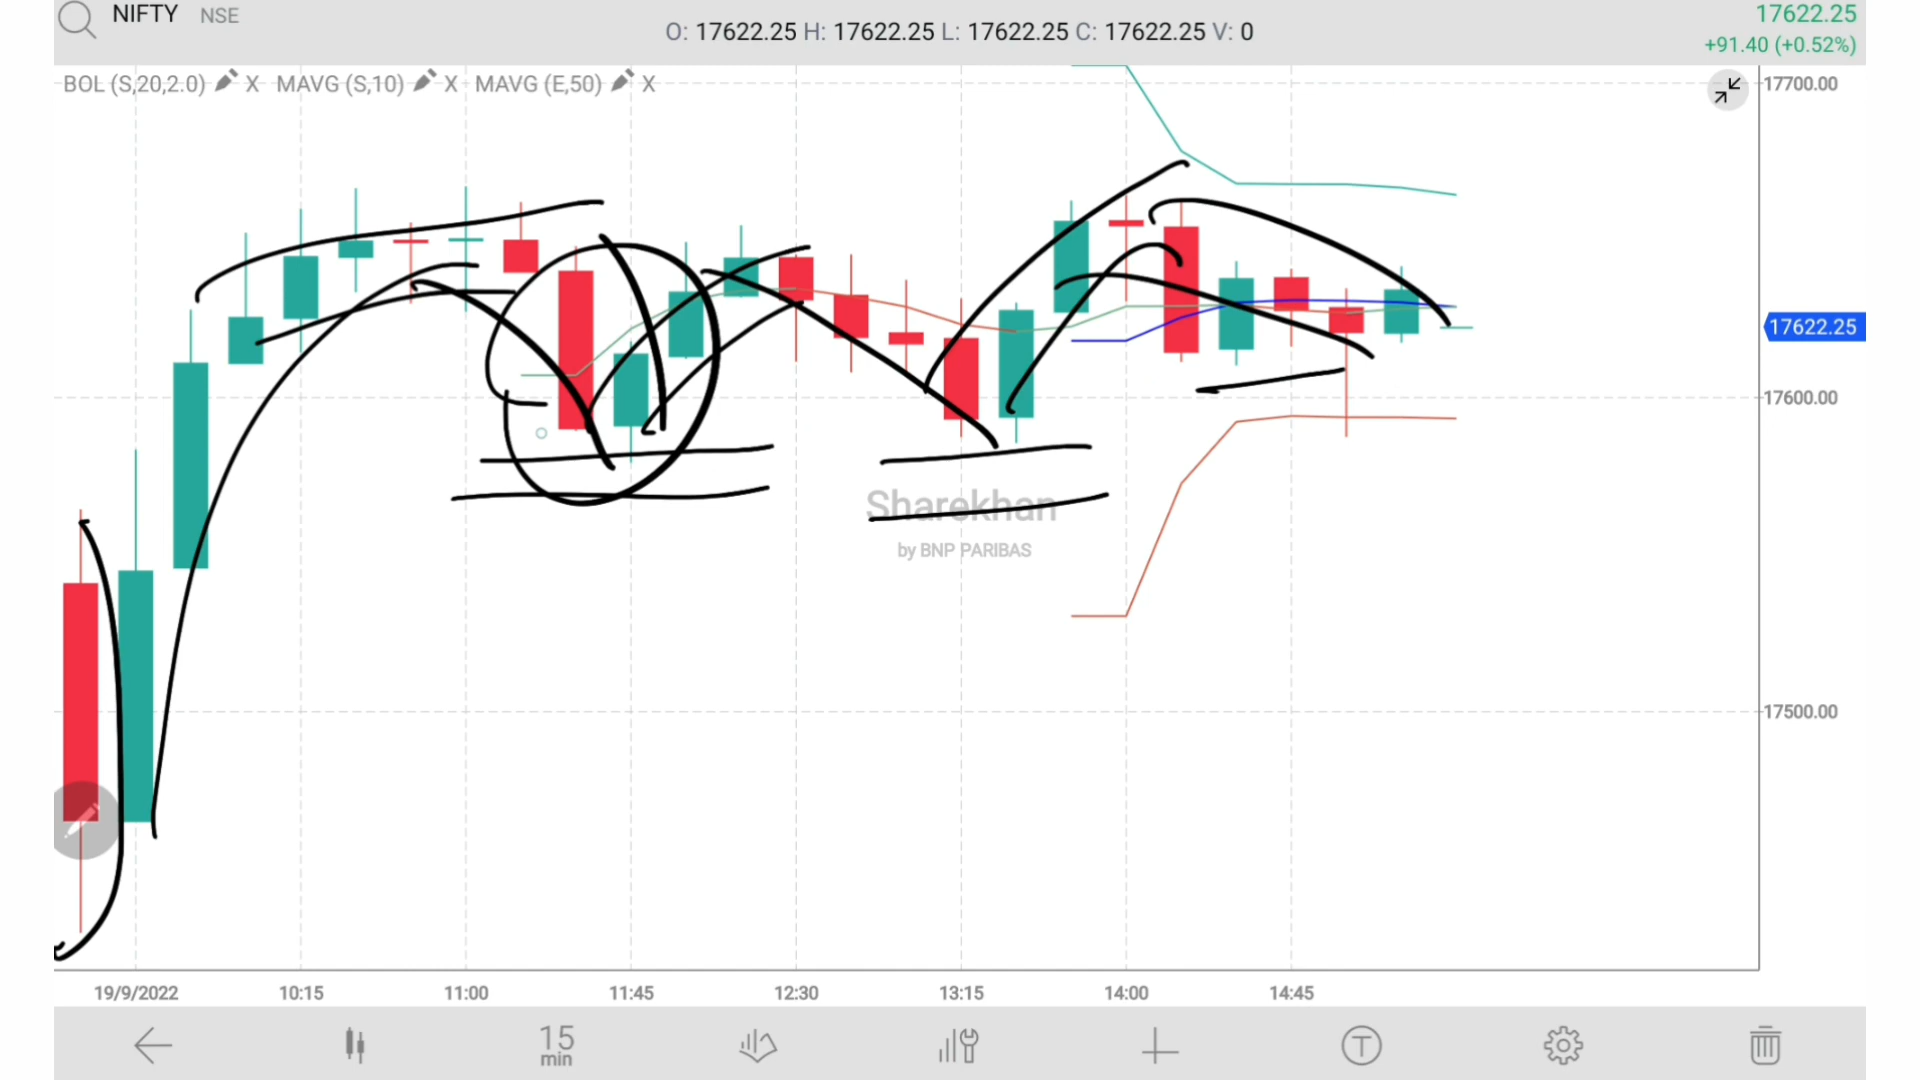 NIFTY NSE
O: 17622.25 H: 17622.25 L: 17622.25 C: 17622.25 V: 0
17622.25
+91.40 (+0.52%)
BOL (S,20,2.0) X MAVG (S,10) X MAVG (E,50) X
17700.00
17622.25
17600.00
Sharekhan
by BNP PARIBAS
17500.00
19/9/2022 10:15 11:00 11:45 12:30 13:15 14:00 14:45
15
min
T